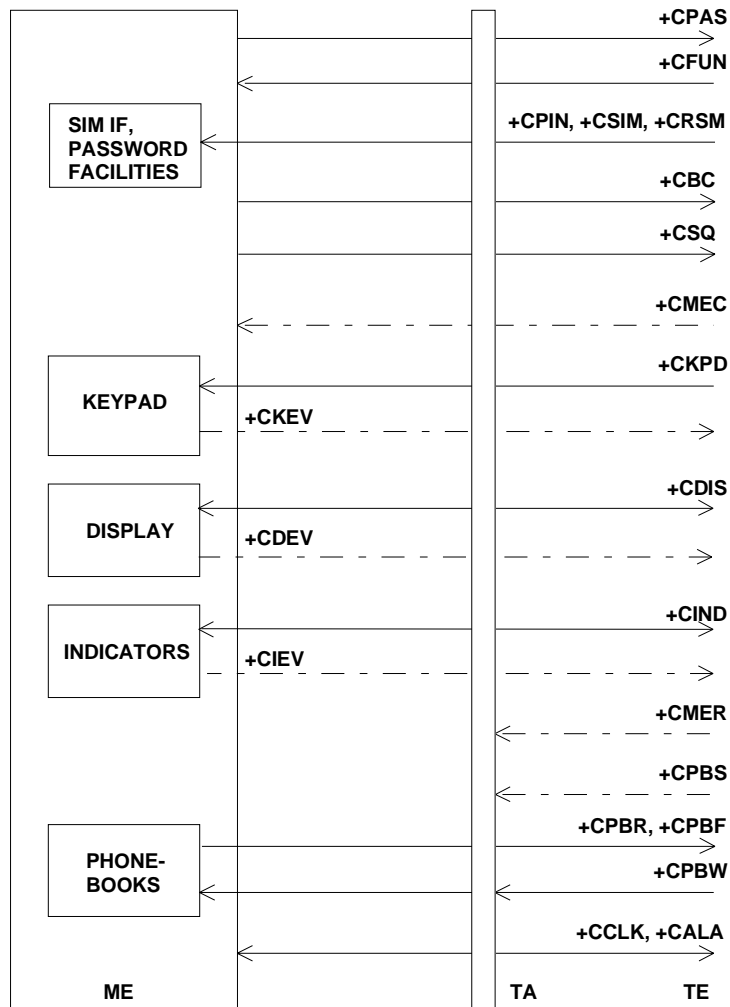 +CPAS
+CFUN
SIM IF,
PASSWORD
FACILITIES
+CPIN, +CSIM, +CRSM
+CBC
+CSQ
+CMEC
+CKPD
KEYPAD
+CKEV
+CDIS
DISPLAY
+CDEV
+CIND
INDICATORS
+CIEV
+CMER
+CPBS
+CPBR, +CPBF
PHONE-
BOOKS
+CPBW
+CCLK, +CALA
ME
TA
TE